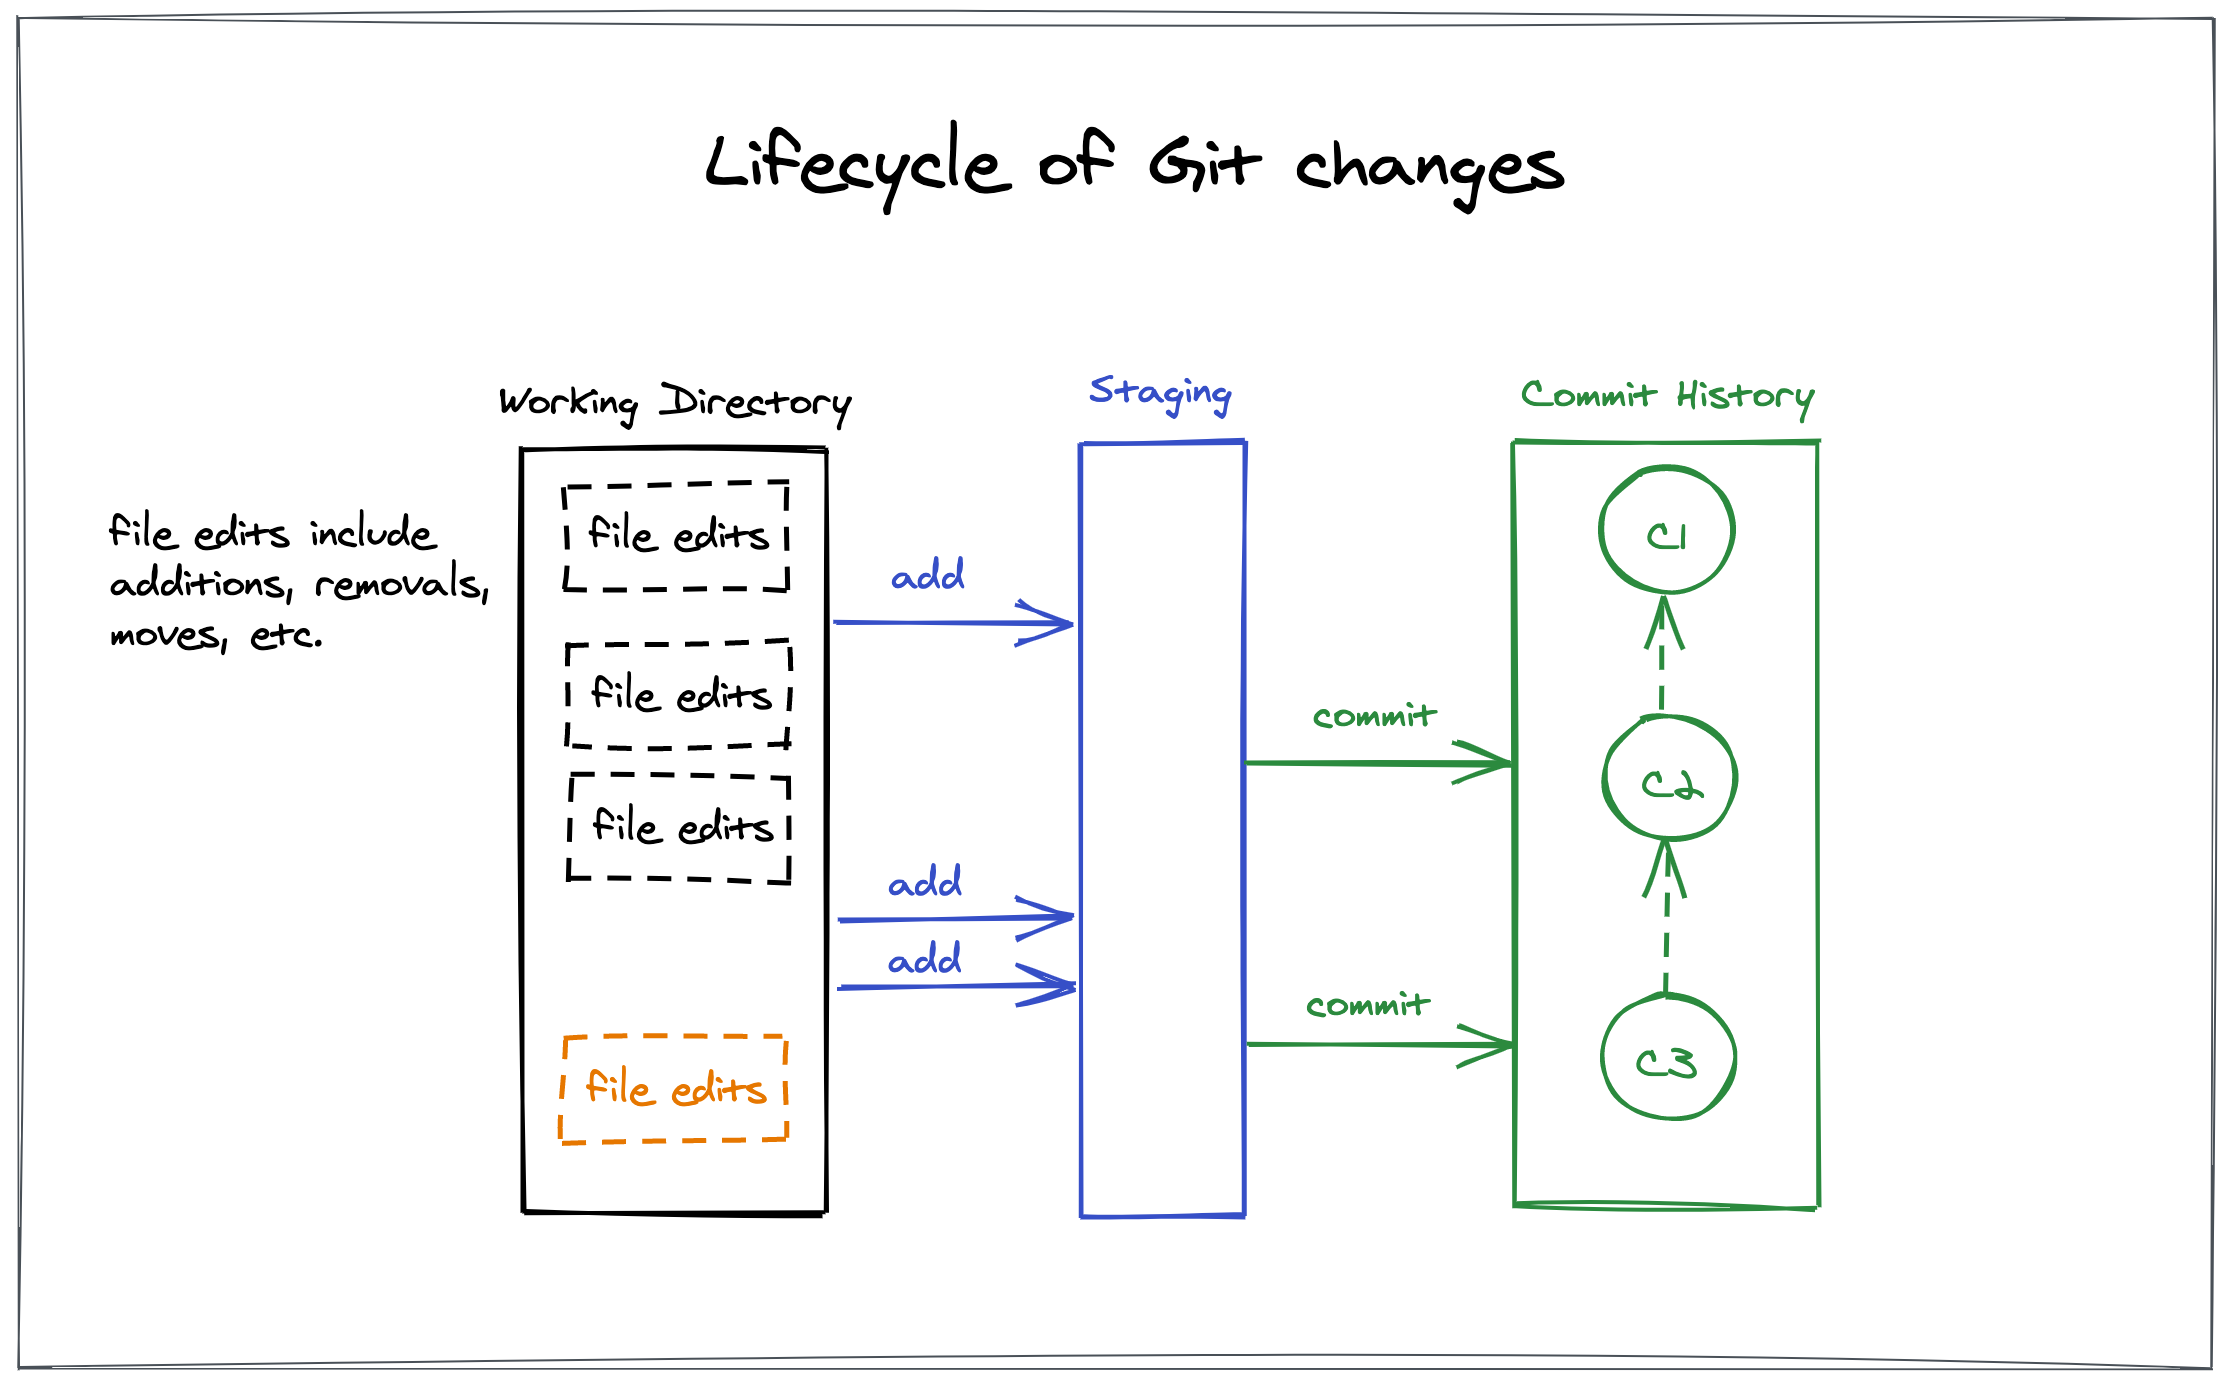 Lifecycle of Git changes
Working Directory
Staging
Commit History
file edits include
additions, removals,
moves, etc.
file edits
file edits
file edits
file edits
add
add
add
commit
commit
C1
C2
C3